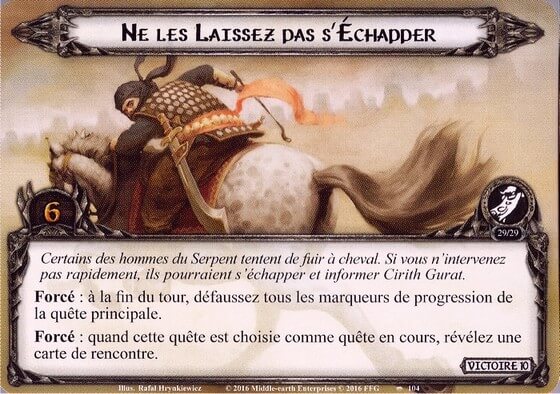 Ne les Laissez pas s'Échapper
6
29/29
Certains des hommes du Serpent tentent de fuir à cheval. Si vous n'intervenez
pas rapidement, ils pourraient s'échapper et informer Cirith Gurat.
Forcé : à la fin du tour, défaussez tous les marqueurs de progression de
la quête principale.
Forcé : quand cette quête est choisie comme quête en cours, révélez une
carte de rencontre.
Victoire 10
Illus. Rafał Hrynkiewicz © 2016 Middle-earth Enterprises © 2016 FFG 104